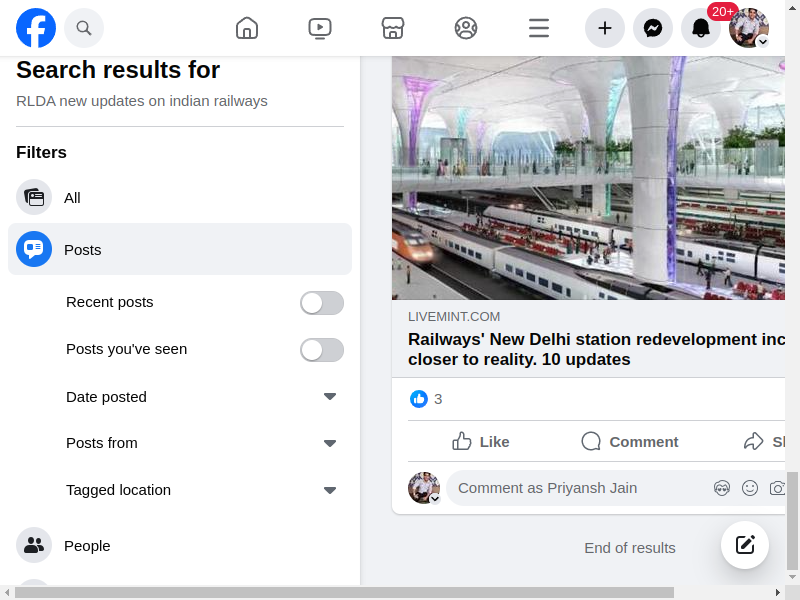 20+
Search results for
RLDA new updates on indian railways
Filters
All
Posts
Recent posts
Posts you've seen
Date posted
Posts from
Tagged location
People
LIVEMINT.COM
Railways' New Delhi station redevelopment inc
closer to reality. 10 updates
3
Like
Comment
Sh
Comment as Priyansh Jain
End of results